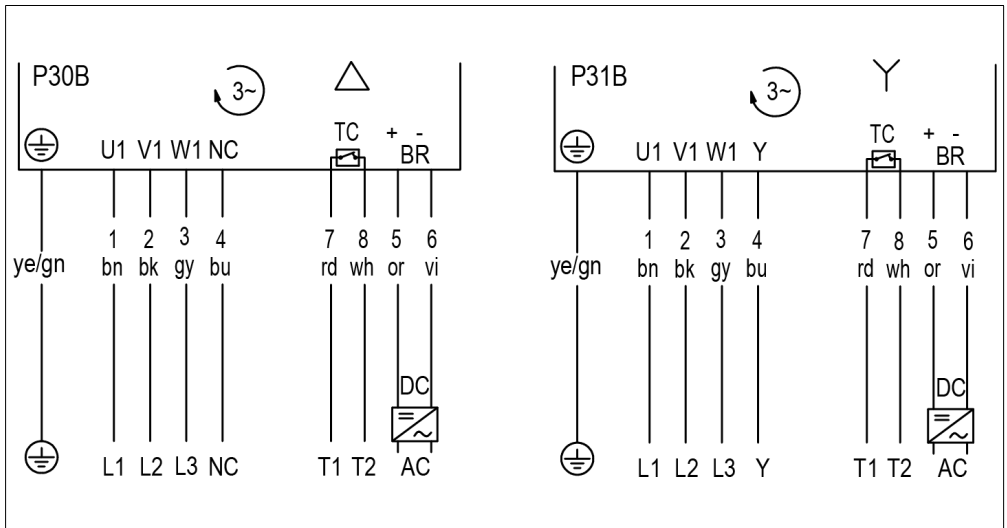 P30B 3~
TC + -
U1 V1 W1 NC BR
1 2 3 4 7 8 5 6
ye/gn bn bk gy bu rd wh or vi
DC
L1 L2 L3 NC T1 T2 AC
P31B 3~
TC + -
U1 V1 W1 Y BR
1 2 3 4 7 8 5 6
ye/gn bn bk gy bu rd wh or vi
DC
L1 L2 L3 Y T1 T2 AC